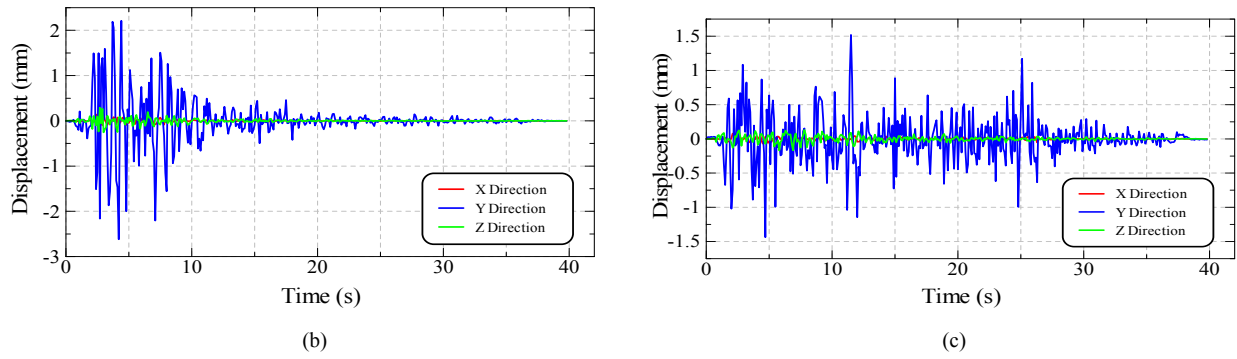 2
1
0
-1
-2
-3
Displacement (mm)
0 10 20 30 40
Time (s)
X Direction
Y Direction
Z Direction
(b)
1.5
1
0.5
0
-0.5
-1
-1.5
Displacement (mm)
0 10 20 30 40
Time (s)
X Direction
Y Direction
Z Direction
(c)